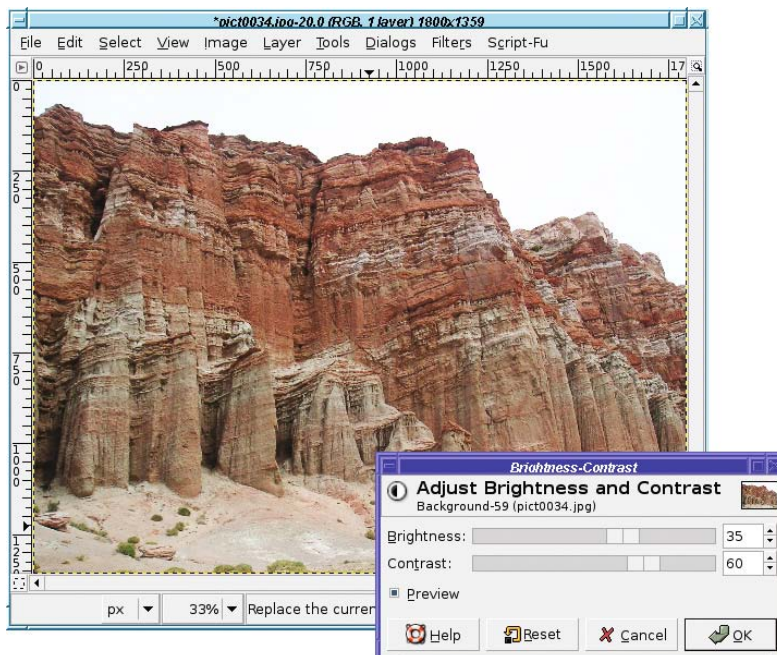 *pict0034.jpg-20.0 (RGB, 1 layer) 1800x1359
File Edit Select View Image Layer Tools Dialogs Filters Script-Fu
0 250 500 750 1000 1250 1500 17
0
250
500
750
1000
125
Brightness-Contrast
Adjust Brightness and Contrast
Background-59 (pict0034.jpg)
Brightness: 35
Contrast: 60
Preview
px 33% Replace the curren
Help Reset Cancel OK